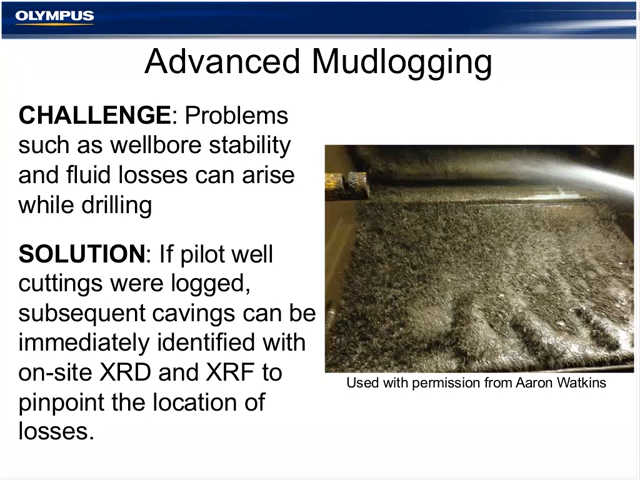 OLYMPUS
Advanced Mudlogging
CHALLENGE: Problems
such as wellbore stability
and fluid losses can arise
while drilling
SOLUTION: If pilot well
cuttings were logged,
subsequent cavings can be
immediately identified with
on-site XRD and XRF to
pinpoint the location of
losses.
Used with permission from Aaron Watkins